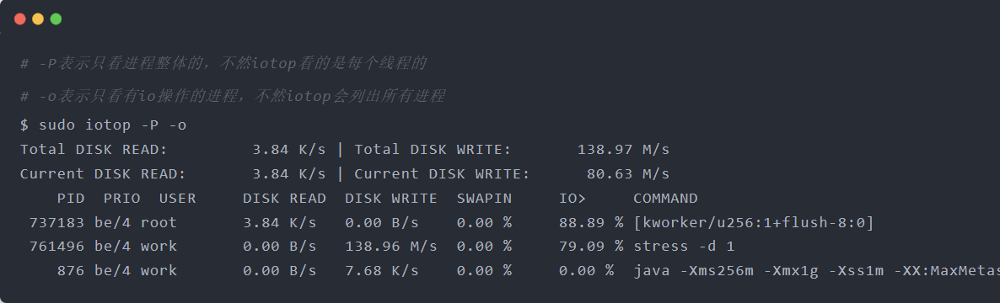 # -P表示只看进程整体的，不然iotop看的是每个线程的
# -o表示只看有io操作的进程，不然iotop会列出所有进程
$ sudo iotop -P -o
Total DISK READ:         3.84 K/s | Total DISK WRITE:       138.97 M/s
Current DISK READ:       3.84 K/s | Current DISK WRITE:      80.63 M/s
    PID  PRIO  USER     DISK READ  DISK WRITE  SWAPIN     IO>     COMMAND
 737183 be/4 root       3.84 K/s   0.00 B/s    0.00 %     88.89 % [kworker/u256:1+flush-8:0]
 761496 be/4 work       0.00 B/s   138.96 M/s  0.00 %     79.09 % stress -d 1
    876 be/4 work       0.00 B/s   7.68 K/s    0.00 %     0.00 %  java -Xms256m -Xmx1g -Xss1m -XX:MaxMetas